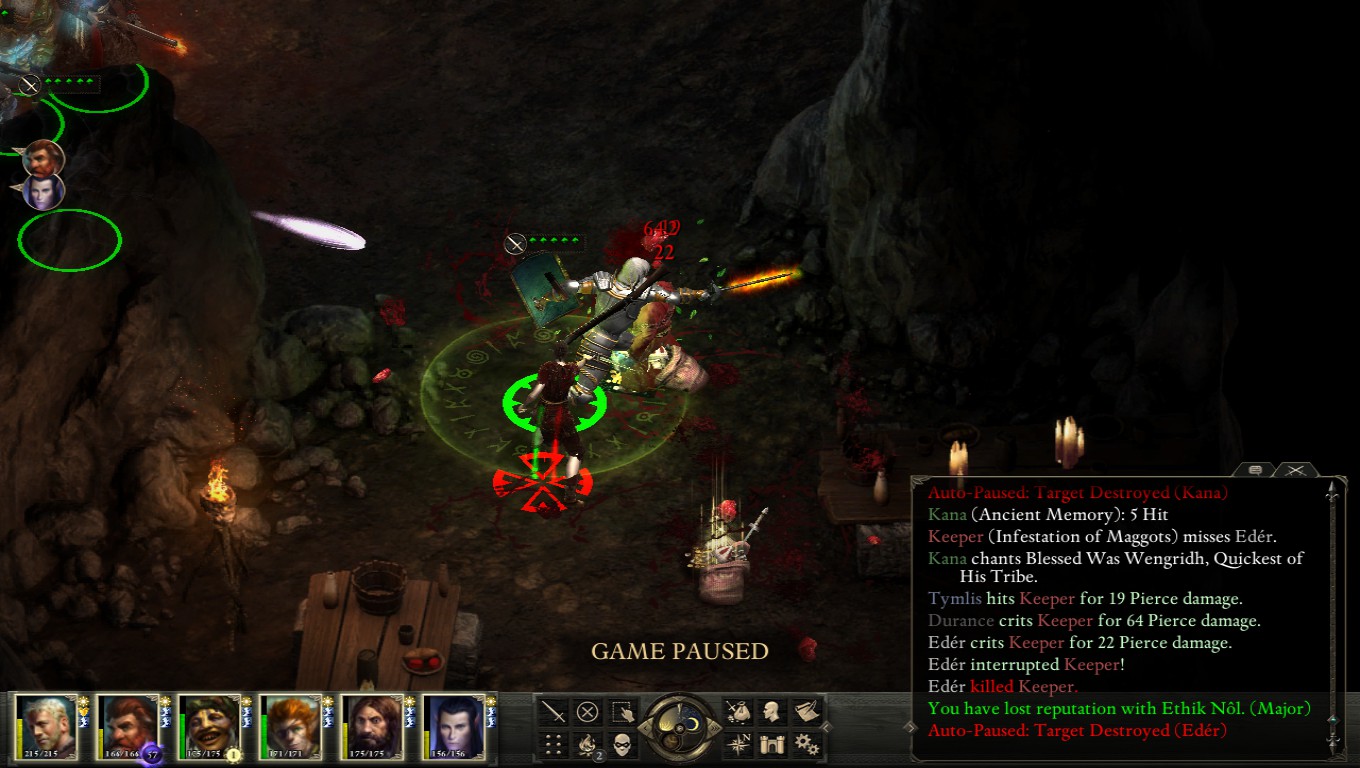 22
Auto-Paused: Target Destroyed (Kana)
Kana (Ancient Memory): 5 Hit
Keeper (Infestation of Maggots) misses Edér.
Kana chants Blessed Was Wengridh, Quickest of
His Tribe.
Tymlis hits Keeper for 19 Pierce damage.
Durance crits Keeper for 64 Pierce damage.
Edér crits Keeper for 22 Pierce damage.
Edér interrupted Keeper!
Edér killed Keeper.
You have lost reputation with Ethik Nôl. (Major)
Auto-Paused: Target Destroyed (Edér)
GAME PAUSED
215/215
166/166
57
175/175
1
171/171
175/175
156/156
2
N